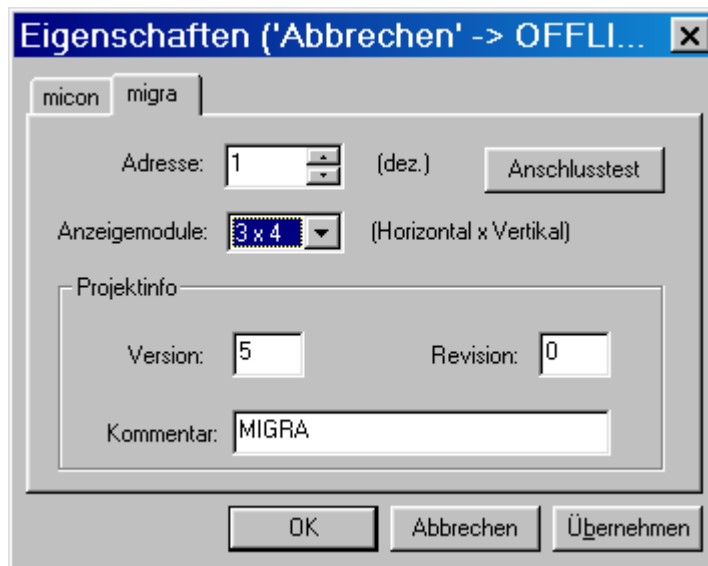 Eigenschaften ('Abbrechen' -> OFFLI...
micon migra
Adresse: 1 (dez.) Anschlusstest
Anzeigemodule: 3 x 4 (Horizontal x Vertikal)
Projektinfo
Version: 5 Revision: 0
Kommentar: MIGRA
OK Abbrechen Übernehmen